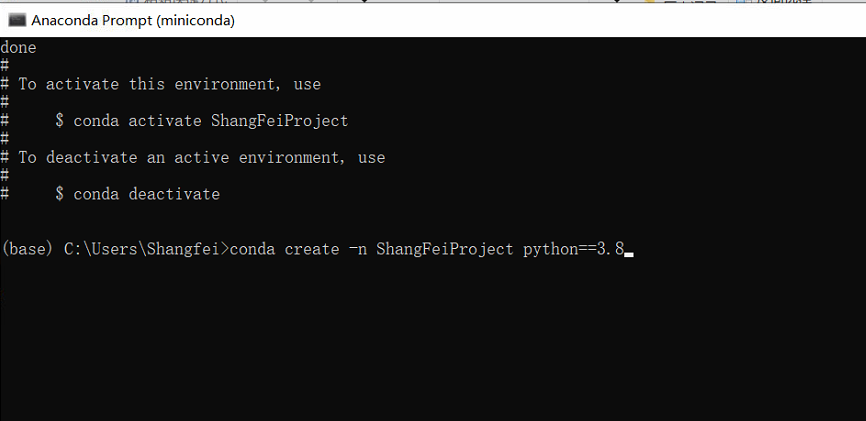 Anaconda Prompt (miniconda)
done
#
# To activate this environment, use
#
#     $ conda activate ShangFeiProject
#
# To deactivate an active environment, use
#
#     $ conda deactivate
(base) C:\Users\Shangfei>conda create -n ShangFeiProject python==3.8